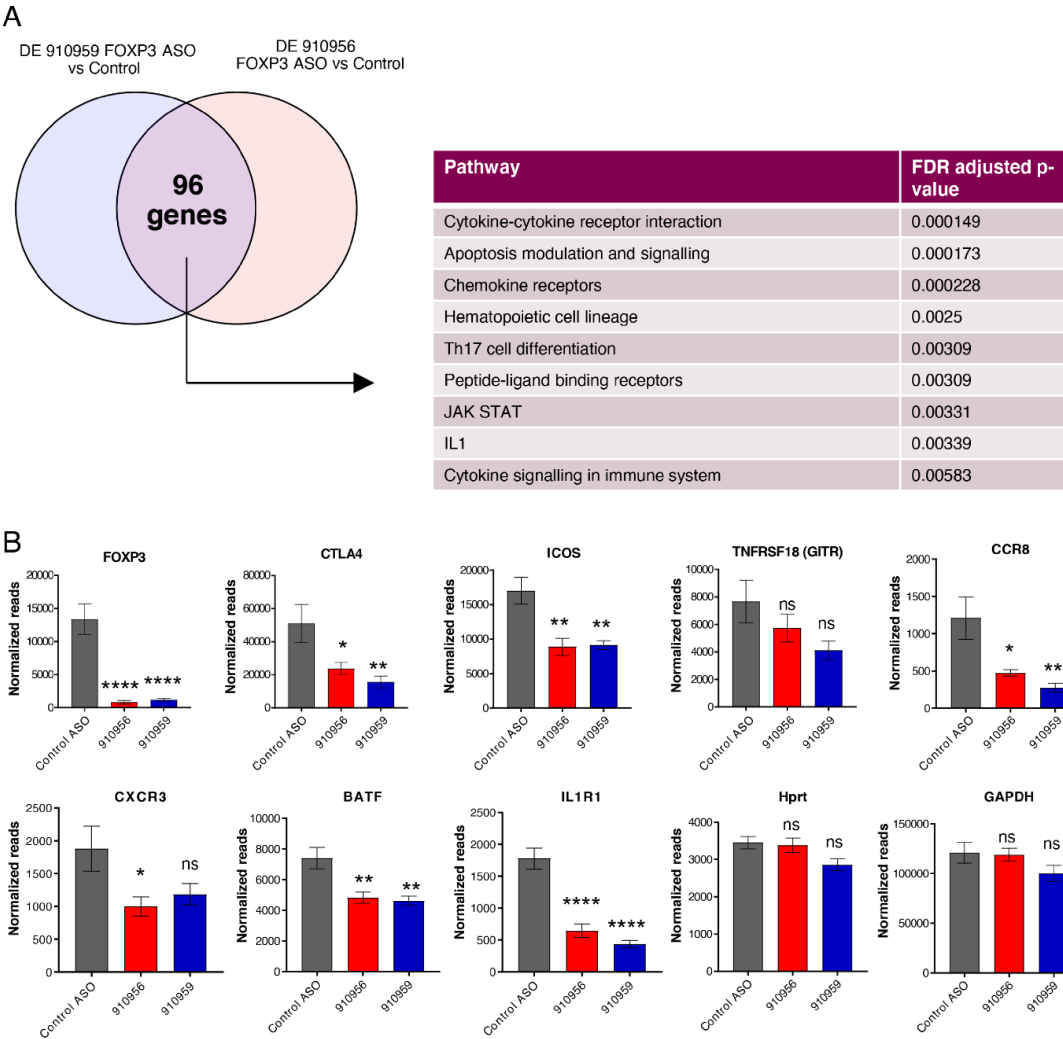 A
DE 910959 FOXP3 ASO
vs Control
DE 910956
FOXP3 ASO vs Control
96
genes
Pathway
FDR adjusted p-
value
Cytokine-cytokine receptor interaction 0.000149
Apoptosis modulation and signalling 0.000173
Chemokine receptors 0.000228
Hematopoietic cell lineage 0.0025
Th17 cell differentiation 0.00309
Peptide-ligand binding receptors 0.00309
JAK STAT 0.00331
IL1 0.00339
Cytokine signalling in immune system 0.00583
B
FOXP3
Normalized reads
20000
15000
10000
5000
0
**** ****
Control ASO 910956 910959
CTLA4
Normalized reads
80000
60000
40000
20000
0
* **
Control ASO 910956 910959
ICOS
Normalized reads
20000
15000
10000
5000
0
** **
Control ASO 910956 910959
TNFRSF18 (GITR)
Normalized reads
10000
8000
6000
4000
2000
0
ns ns
Control ASO 910956 910959
CCR8
Normalized reads
2000
1500
1000
500
0
* **
Control ASO 910956 910959
CXCR3
Normalized reads
2500
2000
1500
1000
500
0
* ns
Control ASO 910956 910959
BATF
Normalized reads
10000
8000
6000
4000
2000
0
** **
Control ASO 910956 910959
IL1R1
Normalized reads
2500
2000
1500
1000
500
0
**** ****
Control ASO 910956 910959
Hprt
Normalized reads
4000
3000
2000
1000
0
ns ns
Control ASO 910956 910959
GAPDH
Normalized reads
150000
100000
50000
0
ns ns
Control ASO 910956 910959